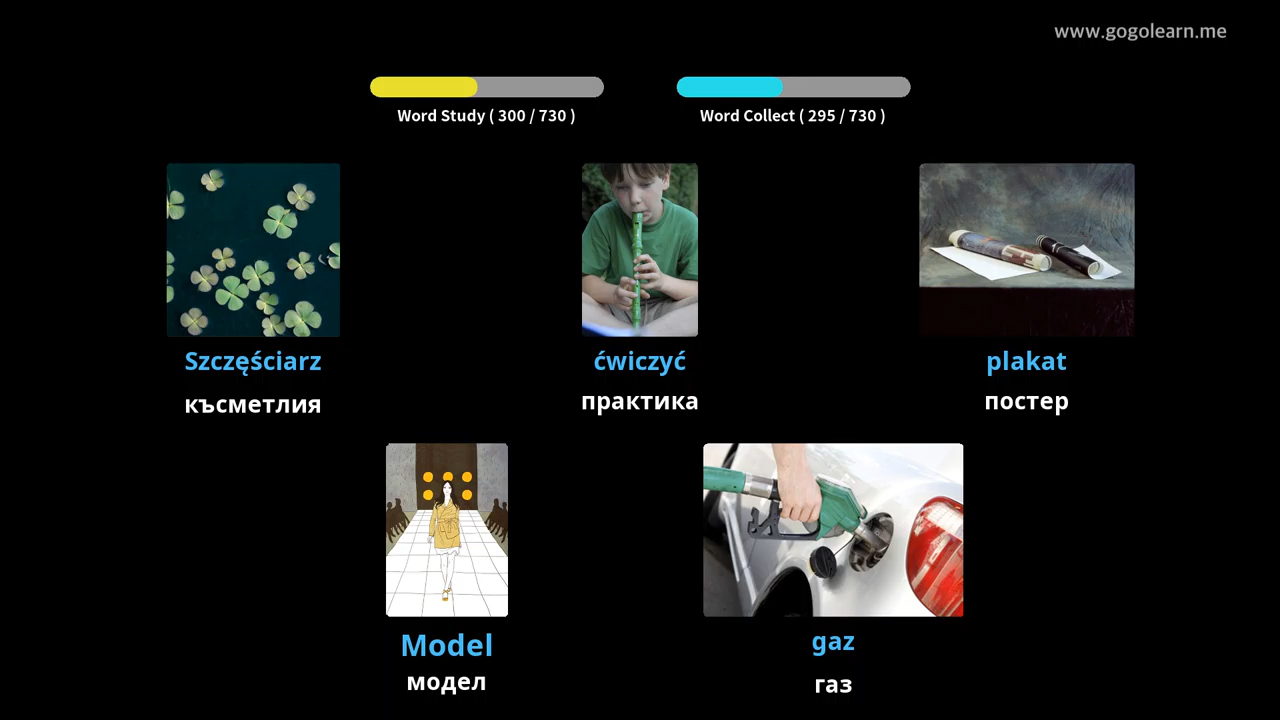 www.gogolearn.me
Word Study ( 300 / 730 )
Word Collect ( 295 / 730 )
Szczęściarz
ćwiczyć
plakat
късметлия
практика
постер
Model
gaz
модел
газ